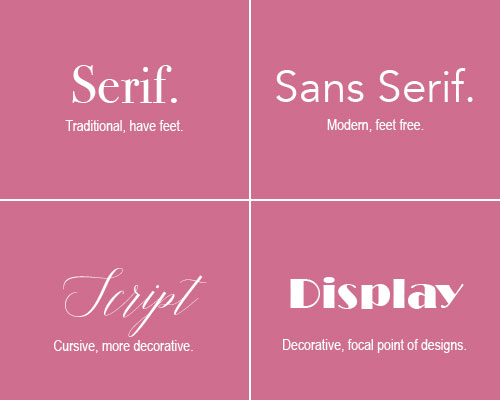 Serif.
Traditional, have feet.
Sans Serif.
Modern, feet free.
Script
Cursive, more decorative.
Display
Decorative, focal point of designs.